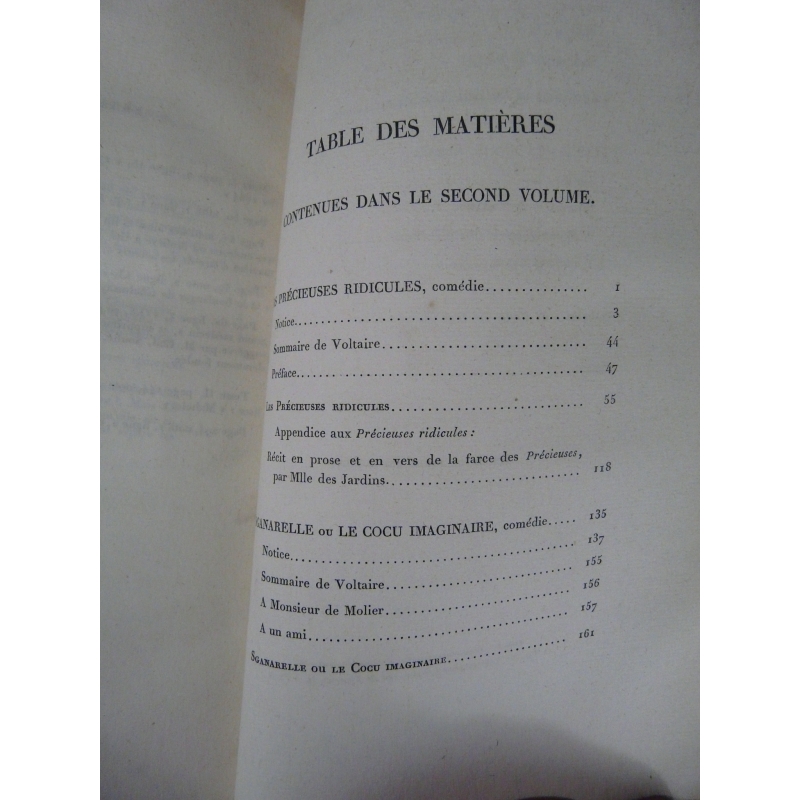 TABLE DES MATIÈRES
CONTENUES DANS LE SECOND VOLUME.
S PRÉCIEUSES RIDICULES, comédie............... 1
Notice........................................ 3
Sommaire de Voltaire.......................... 44
Préface....................................... 47
Les Précieuses ridicules...................... 55
Appendice aux Précieuses ridicules :
Récit en prose et en vers de la farce des Précieuses,
par Mlle des Jardins.......................... 118
GANARELLE ou LE COCU IMAGINAIRE, comédie..... 135
Notice........................................ 137
Sommaire de Voltaire.......................... 155
A Monsieur de Molier.......................... 156
A un ami...................................... 157
Sganarelle ou le Cocu imaginaire.............. 161